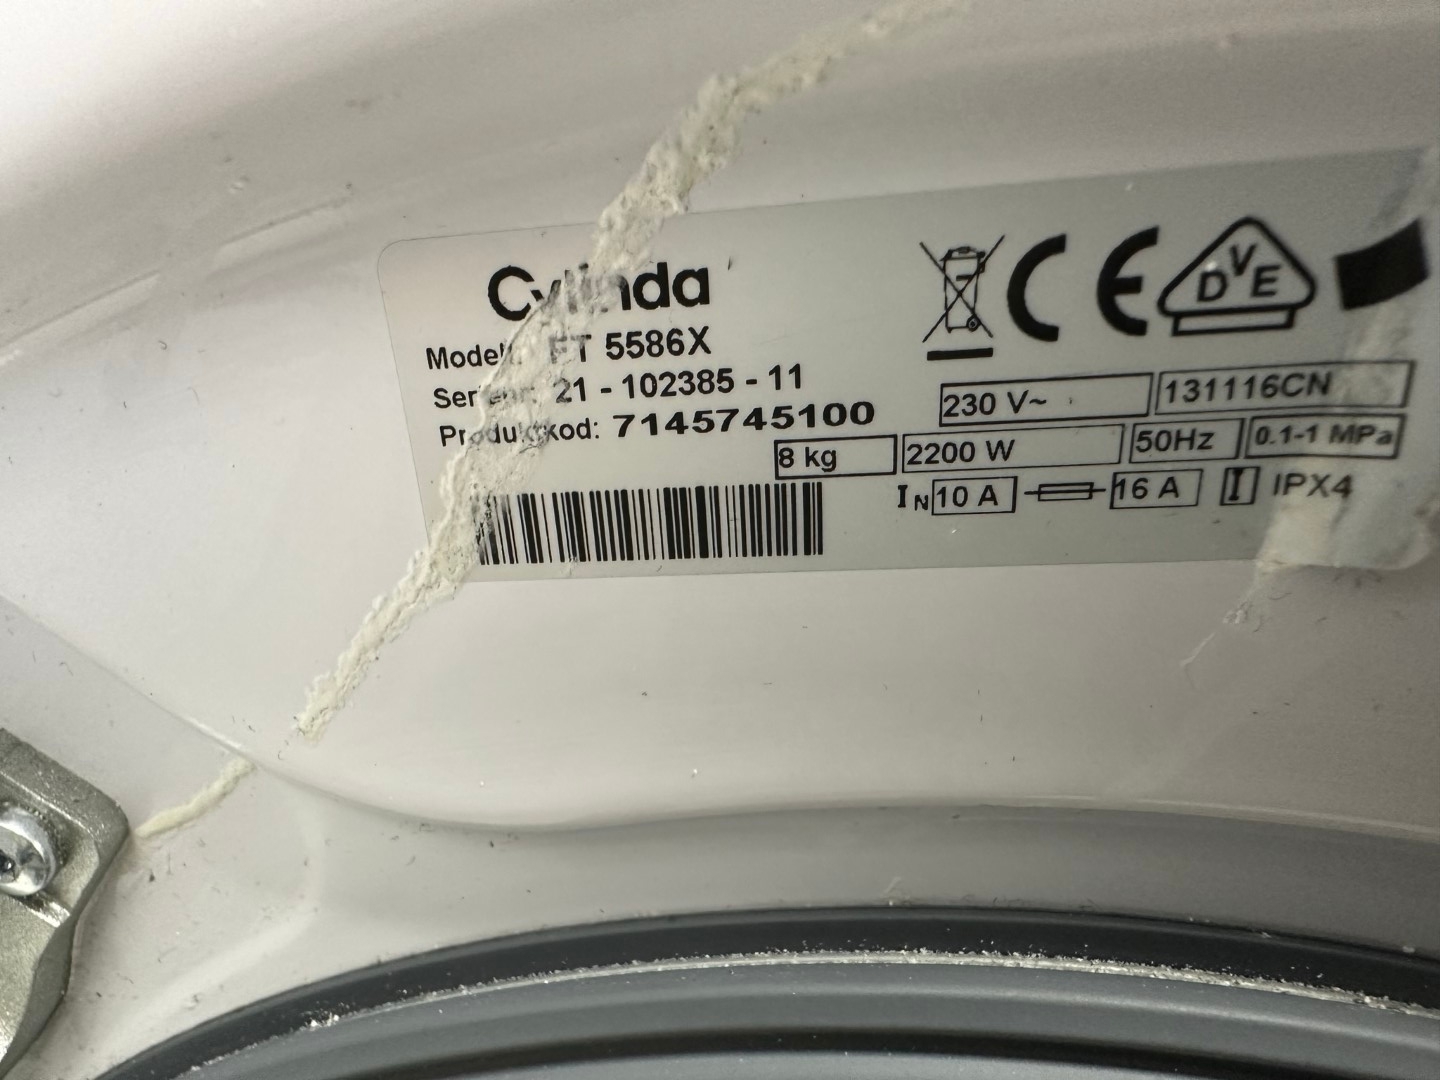 Cylinda
Modell: FT 5586X
Serienr: 21 - 102385 - 11
Produktkod: 7145745100
DVE
230 V~
131116CN
8 kg
2200 W
50Hz
0.1-1 MPa
IN 10 A
16 A
I
IPX4